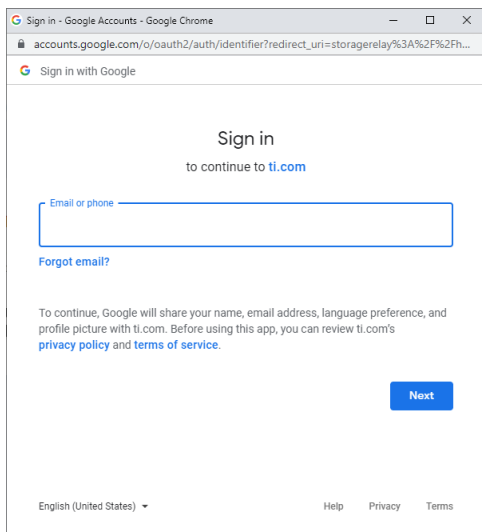 Sign in - Google Accounts - Google Chrome
accounts.google.com/o/oauth2/auth/identifier?redirect_uri=storagerelay%3A%2F%2Fh...
Sign in with Google
Sign in
to continue to ti.com
Email or phone
Forgot email?
To continue, Google will share your name, email address, language preference, and
profile picture with ti.com. Before using this app, you can review ti.com's
privacy policy and terms of service.
Next
English (United States) Help Privacy Terms